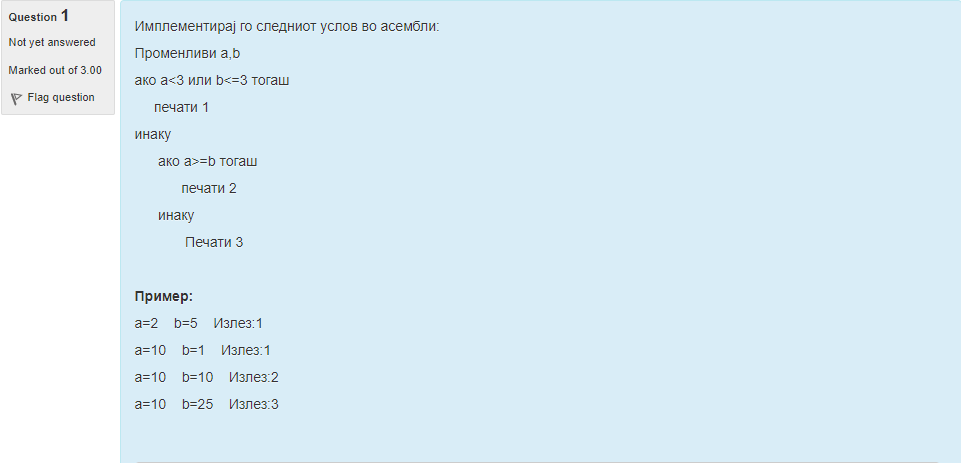 Question 1
Not yet answered
Marked out of 3.00
Flag question
Имплементирај го следниот услов во асембли:
Променливи a,b
ако a<3 или b<=3 тогаш
печати 1
инаку
ако a>=b тогаш
печати 2
инаку
Печати 3
Пример:
a=2 b=5 Излез:1
a=10 b=1 Излез:1
a=10 b=10 Излез:2
a=10 b=25 Излез:3